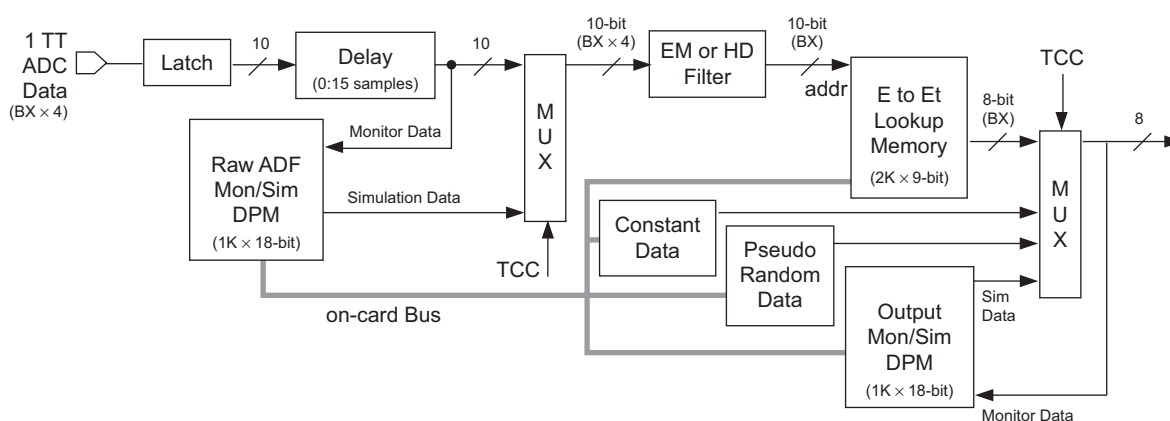 1 TT
ADC
Data
(BX × 4)
Latch
10
Delay
(0:15 samples)
10
M
U
X
TCC
10-bit
(BX × 4)
EM or HD
Filter
10-bit
(BX)
addr
E to Et
Lookup
Memory
(2K × 9-bit)
8-bit
(BX)
TCC
M
U
X
8
Monitor Data
Raw ADF
Mon/Sim
DPM
(1K × 18-bit)
Simulation Data
Constant
Data
Pseudo
Random
Data
on-card Bus
Output
Mon/Sim
DPM
(1K × 18-bit)
Sim
Data
Monitor Data